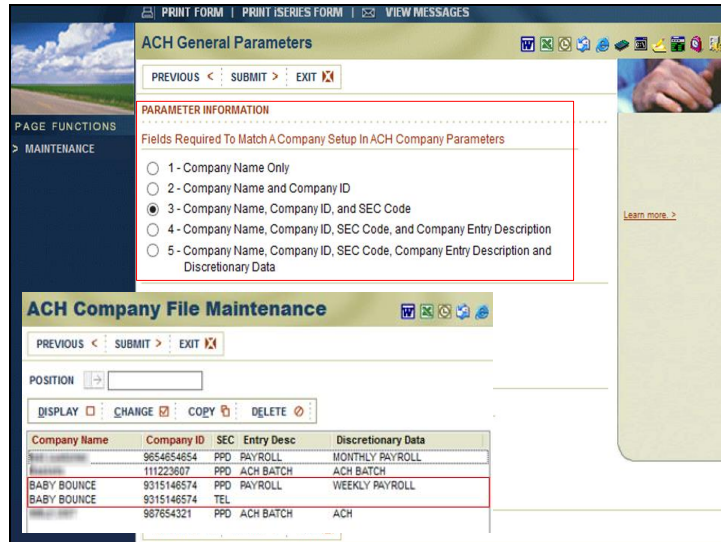 PRINT FORM | PRINT iSERIES FORM | VIEW MESSAGES
ACH General Parameters
PREVIOUS < SUBMIT > EXIT
PARAMETER INFORMATION
PAGE FUNCTIONS
> MAINTENANCE
Fields Required To Match A Company Setup In ACH Company Parameters
1 - Company Name Only
2 - Company Name and Company ID
3 - Company Name, Company ID, and SEC Code
4 - Company Name, Company ID, SEC Code, and Company Entry Description
5 - Company Name, Company ID, SEC Code, Company Entry Description and
Discretionary Data
Learn more. >
ACH Company File Maintenance
PREVIOUS < SUBMIT > EXIT
POSITION
DISPLAY CHANGE COPY DELETE
Company Name Company ID SEC Entry Desc Discretionary Data
9654654654 PPD PAYROLL MONTHLY PAYROLL
111223607 PPD ACH BATCH ACH BATCH
BABY BOUNCE 9315146574 PPD PAYROLL WEEKLY PAYROLL
BABY BOUNCE 9315146574 TEL
987654321 PPD ACH BATCH ACH